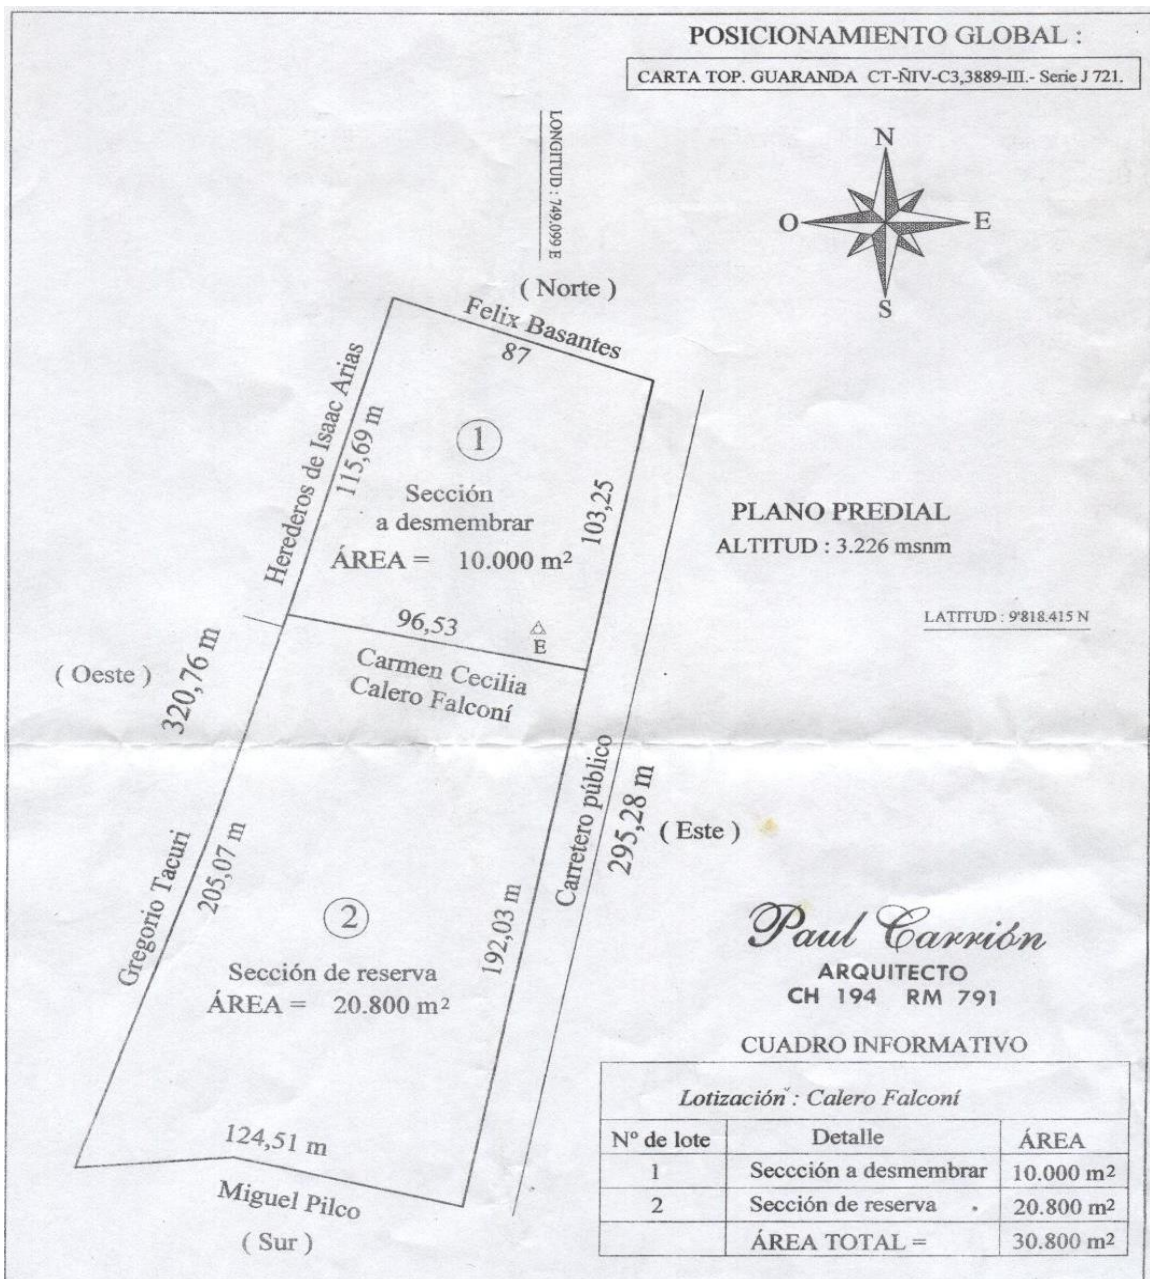 POSICIONAMIENTO GLOBAL :
CARTA TOP. GUARANDA CT-ÑIV-C3,3889-III.- Serie J 721.
LONGITUD : 749.099 E
N
O
E
S
( Norte )
Felix Basantes
87
Herederos de Isaac Arias
115,69 m
1
Sección
a desmembrar
ÁREA = 10.000 m²
103,25
PLANO PREDIAL
ALTITUD : 3.226 msnm
LATITUD : 9'818.415 N
96,53
E
Carmen Cecilia
Calero Falconí
( Oeste )
320,76 m
Carretero público
295,28 m
( Este )
Gregorio Tacuri
205,07 m
2
Sección de reserva
ÁREA = 20.800 m²
192,03 m
124,51 m
Miguel Pilco
( Sur )
Paul Carrión
ARQUITECTO
CH 194 RM 791
CUADRO INFORMATIVO
Lotización : Calero Falconí
Nº de lote Detalle ÁREA
1 Seccción a desmembrar 10.000 m²
2 Sección de reserva 20.800 m²
ÁREA TOTAL = 30.800 m²